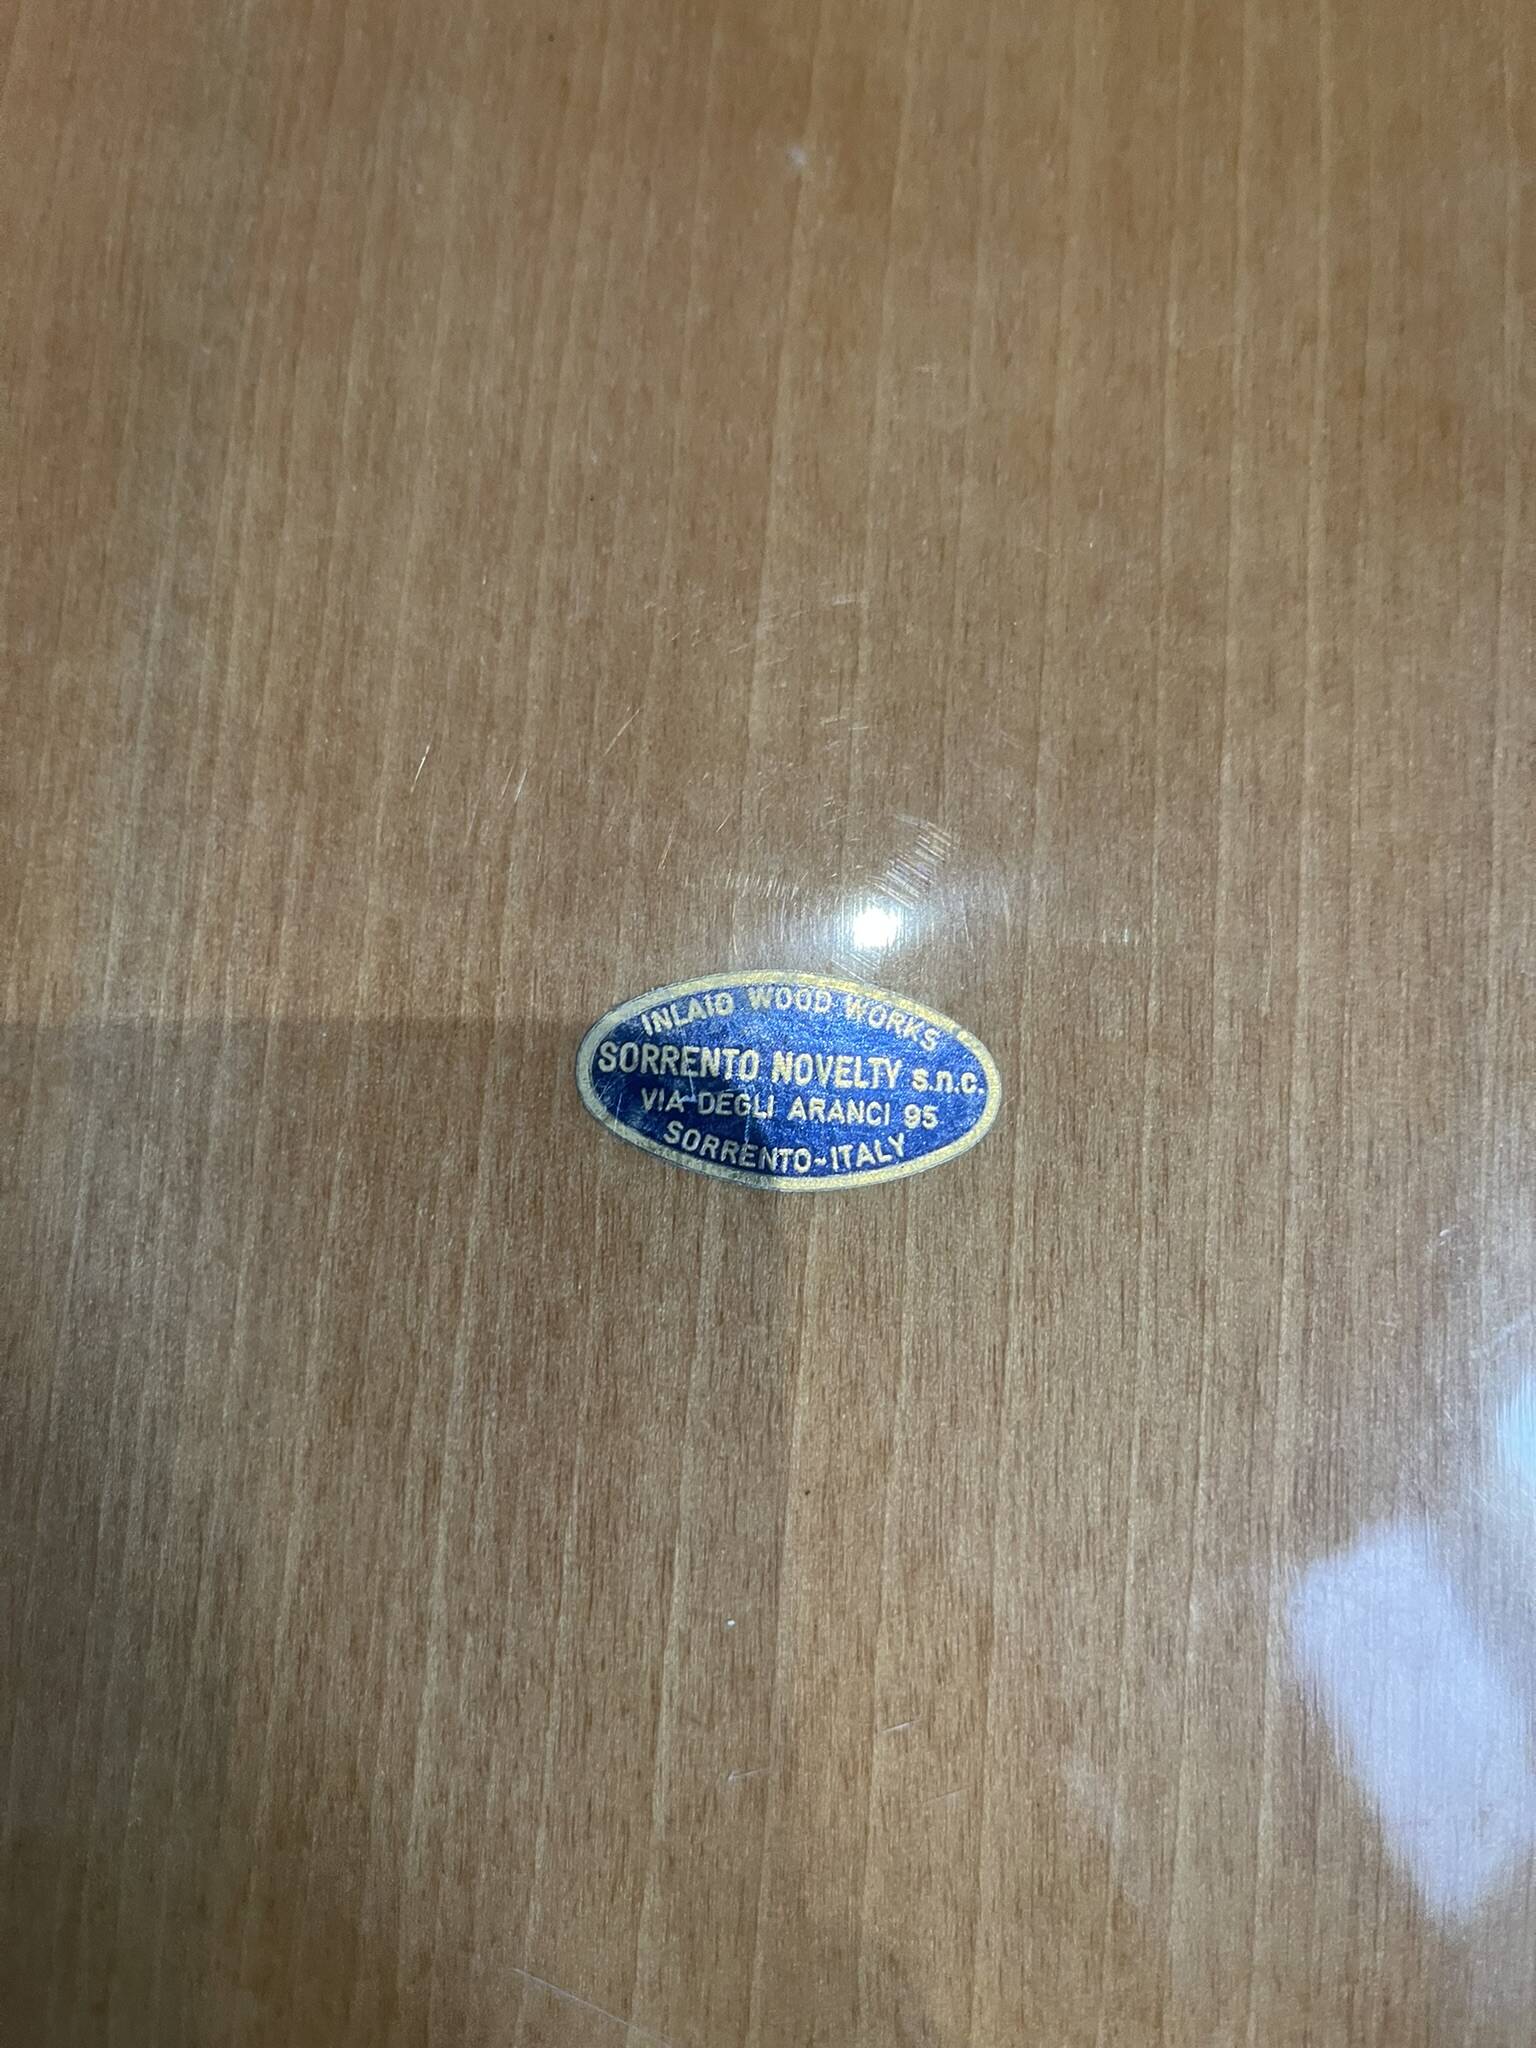 INLAID WOOD WORKS
SORRENTO NOVELTY s.n.c.
VIA DEGLI ARANCI 95
SORRENTO-ITALY